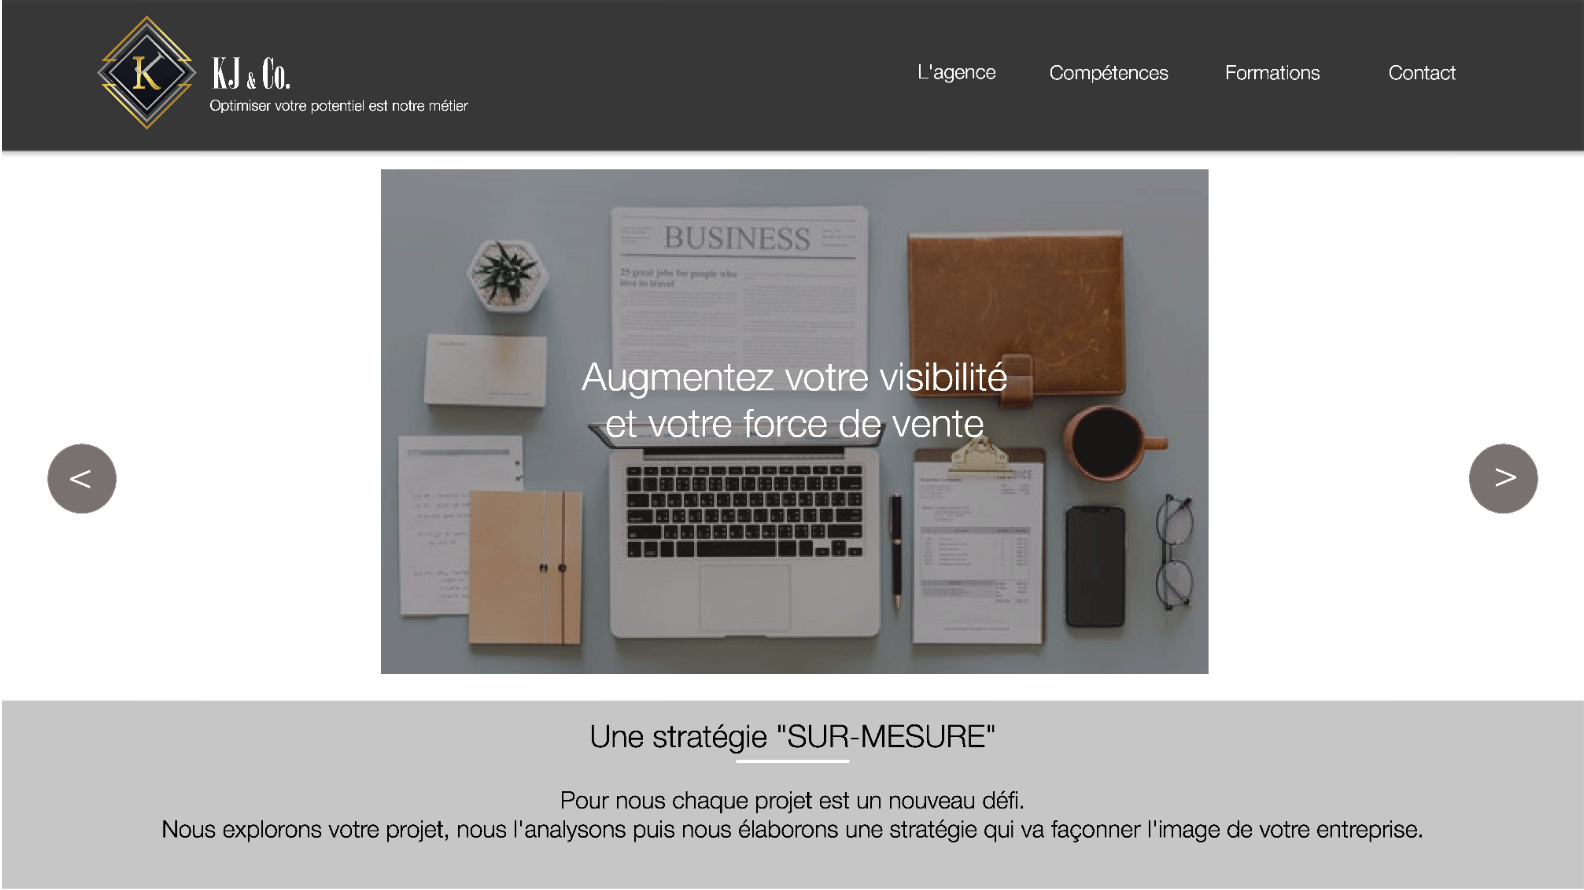 K
KJ & Co.
Optimiser votre potentiel est notre métier
L'agence
Compétences
Formations
Contact
BUSINESS
25 great jobs for people who
love to travel
Augmentez votre visibilité
et votre force de vente
<
>
Une stratégie "SUR-MESURE"
Pour nous chaque projet est un nouveau défi.
Nous explorons votre projet, nous l'analysons puis nous élaborons une stratégie qui va façonner l'image de votre entreprise.